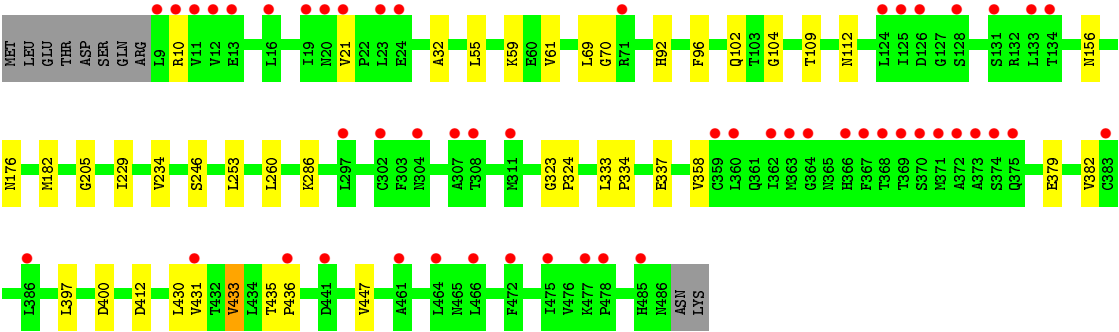 MET LEU GLU THR ASP SER GLN ARG L9 R10 V11 V12 E13 L16 I19 N20 V21 P22 L23 E24 A32 L55 K59 E60 V61 L69 G70 R71 H92 F96 Q102 T103 G104 T109 N112 L124 I125 D126 G127 S128 S131 R132 L133 T134 N156
N176 M182 G205 I229 V234 S246 L253 L260 K286 L297 C302 F303 N304 A307 T308 M311 G323 P324 L333 P334 E337 V358 C359 L360 Q361 I362 M363 G364 N365 H366 F367 T368 T369 S370 M371 A372 A373 S374 Q375 E379 V382 C383
L386 L397 D400 D412 L430 V431 T432 V433 L434 T435 P436 D441 V447 A461 L464 N465 L466 F472 I475 V476 K477 P478 H485 N486 ASN LYS